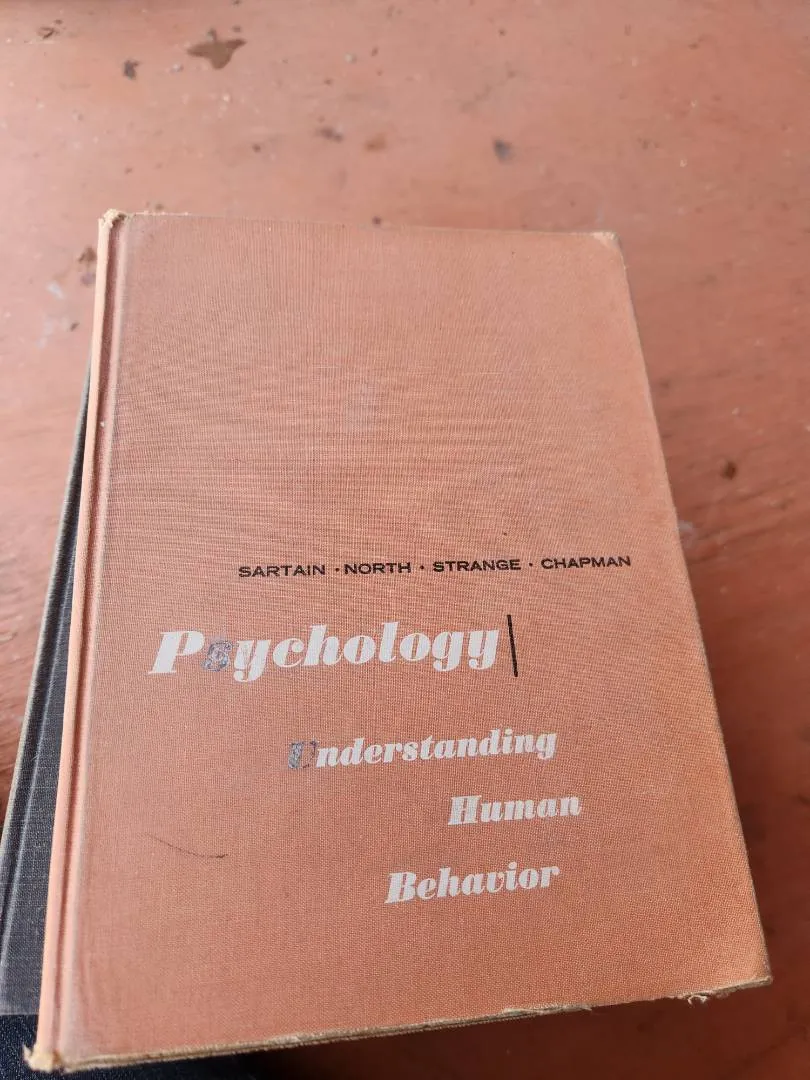 SARTAIN · NORTH · STRANGE · CHAPMAN
Psychology
Understanding
Human
Behavior